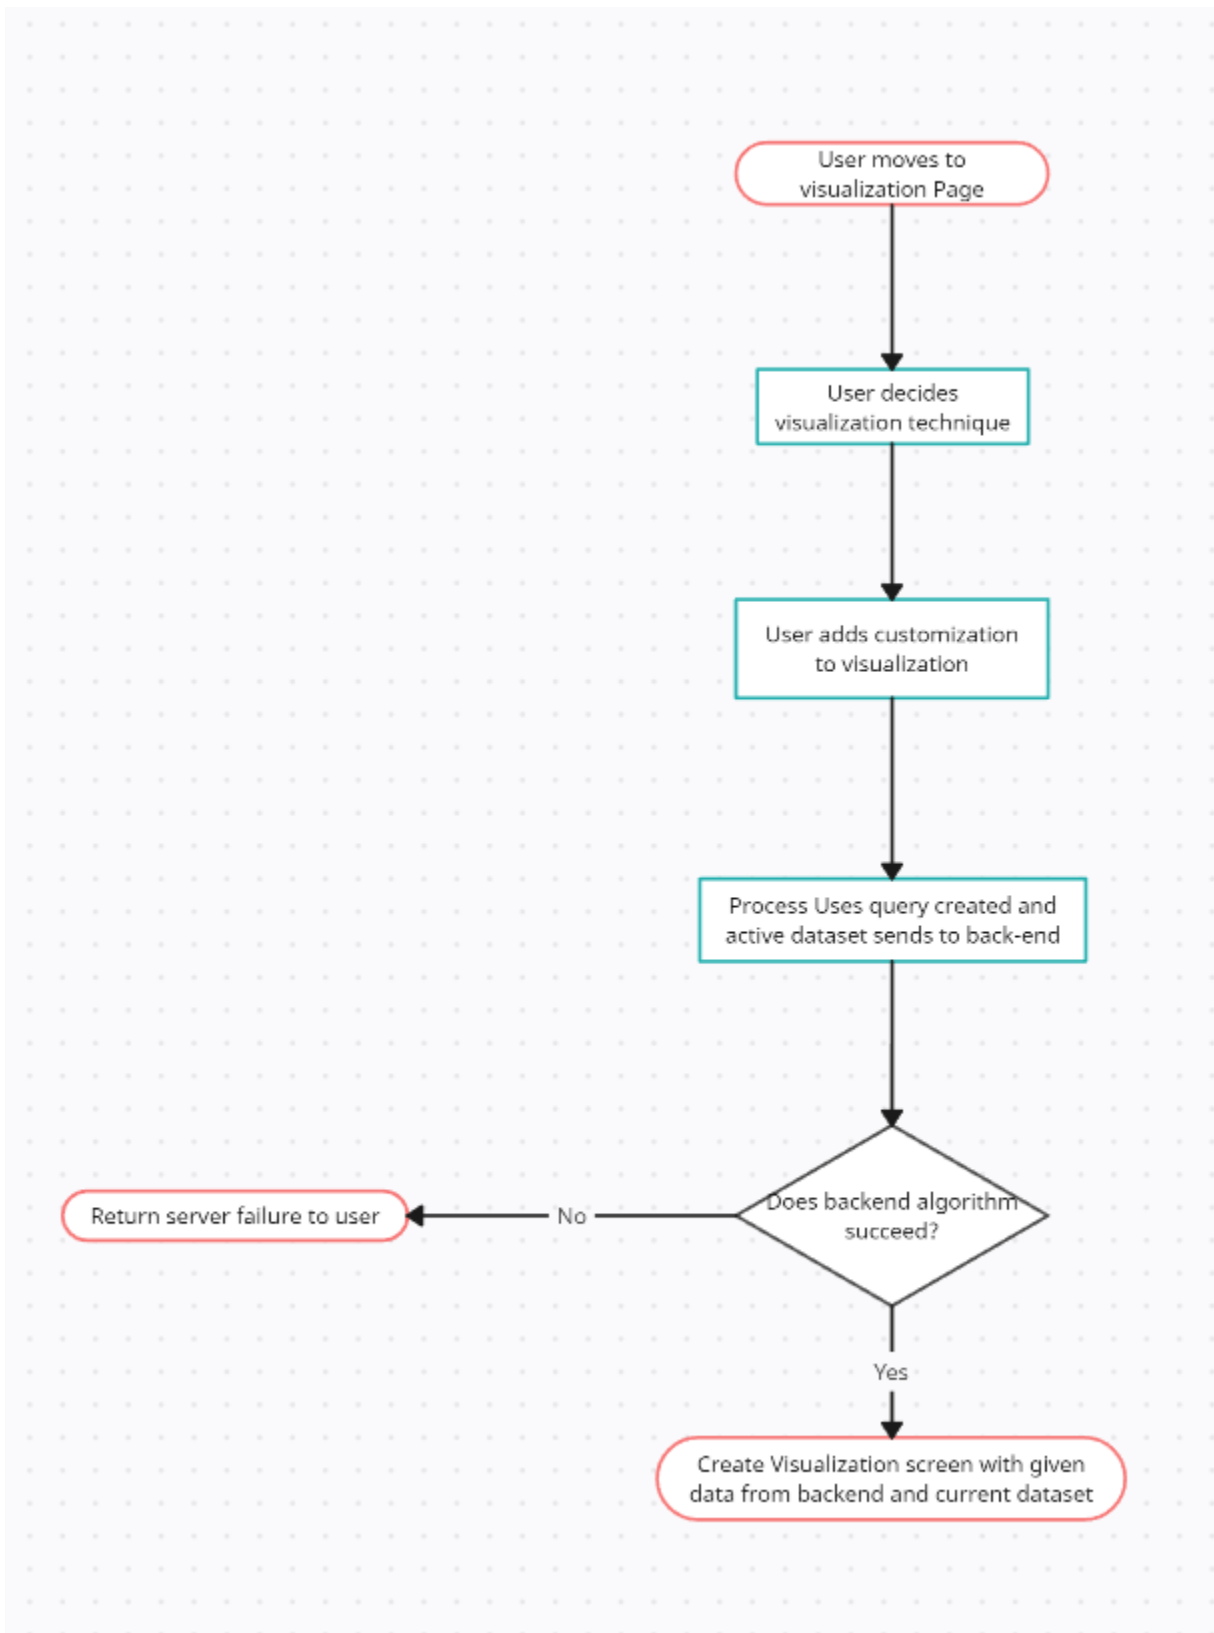 User moves to
visualization Page
User decides
visualization technique
User adds customization
to visualization
Process Uses query created and
active dataset sends to back-end
Does backend algorithm
succeed?
No
Return server failure to user
Yes
Create Visualization screen with given
data from backend and current dataset